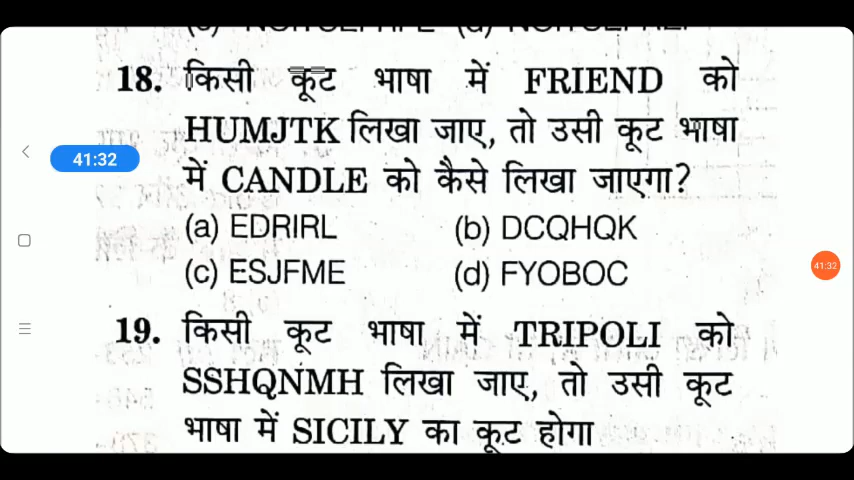 18. किसी कूट भाषा में FRIEND को
HUMJTK लिखा जाए, तो उसी कूट भाषा
में CANDLE को कैसे लिखा जाएगा?
(a) EDRIRL (b) DCQHQK
(c) ESJFME (d) FYOBOC
19. किसी कूट भाषा में TRIPOLI को
SSHQNMH लिखा जाए, तो उसी कूट
भाषा में SICILY का कूट होगा
41:32
41:32